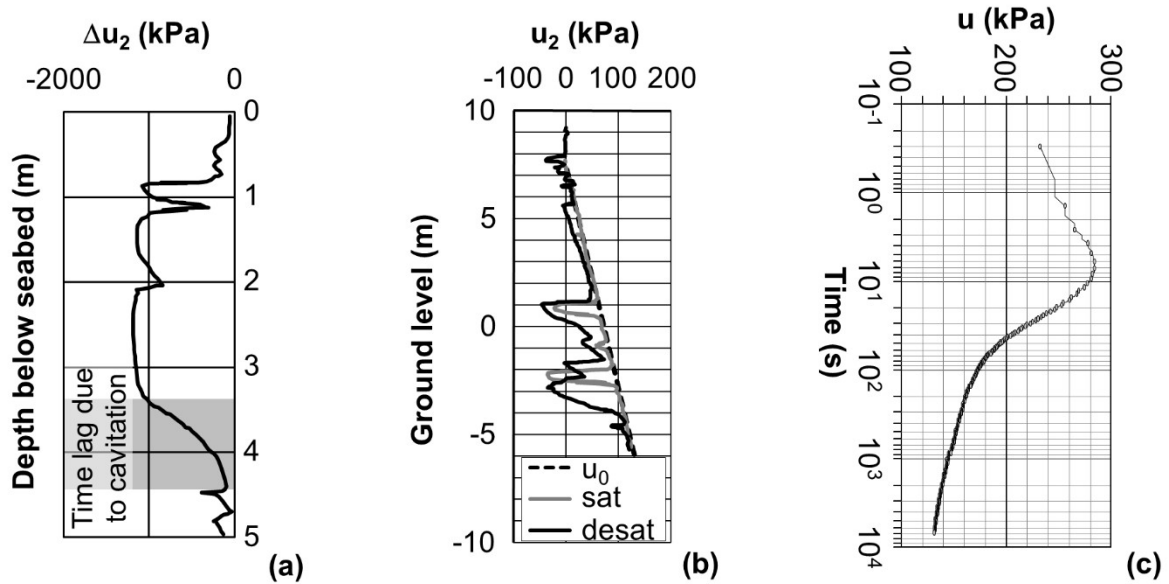 Δu₂ (kPa)
-2000 0
0
1
2
3
4
5
Depth below seabed (m)
Time lag due
to cavitation
(a)
u₂ (kPa)
-100 0 100 200
10
5
0
-5
-10
Ground level (m)
u₀
sat
desat
(b)
u (kPa)
100 200 300
10⁻¹
10⁰
10¹
10²
10³
10⁴
Time (s)
(c)